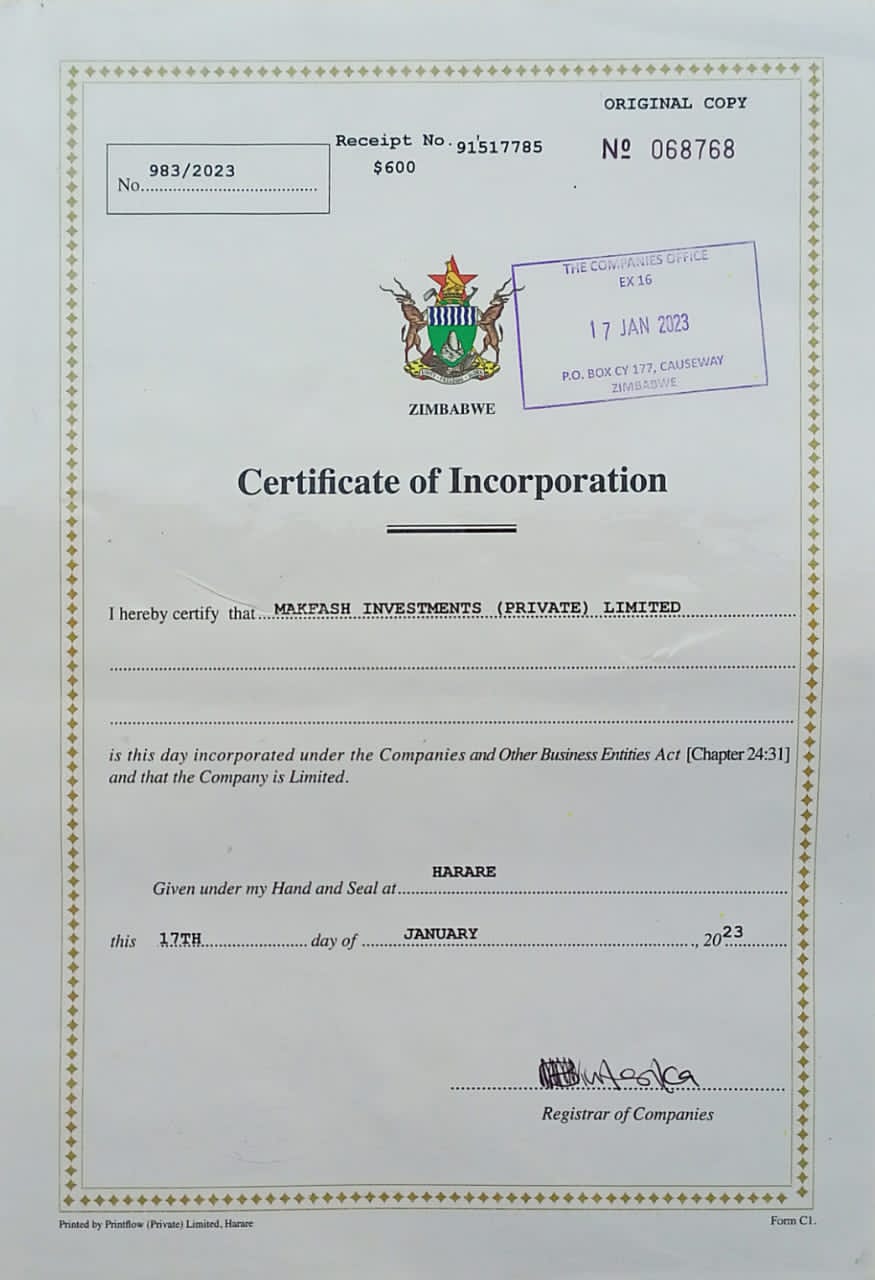 ORIGINAL COPY
Receipt No. 91517785
Nº 068768
983/2023
No.
$600
THE COMPANIES OFFICE
EX 16
17 JAN 2023
P.O. BOX CY 177, CAUSEWAY
ZIMBABWE
ZIMBABWE
Certificate of Incorporation
I hereby certify that MAKFASH INVESTMENTS (PRIVATE) LIMITED
is this day incorporated under the Companies and Other Business Entities Act [Chapter 24:31]
and that the Company is Limited.
HARARE
Given under my Hand and Seal at
this 17TH day of JANUARY, 2023
Registrar of Companies
Printed by Printflow (Private) Limited, Harare
Form C1.